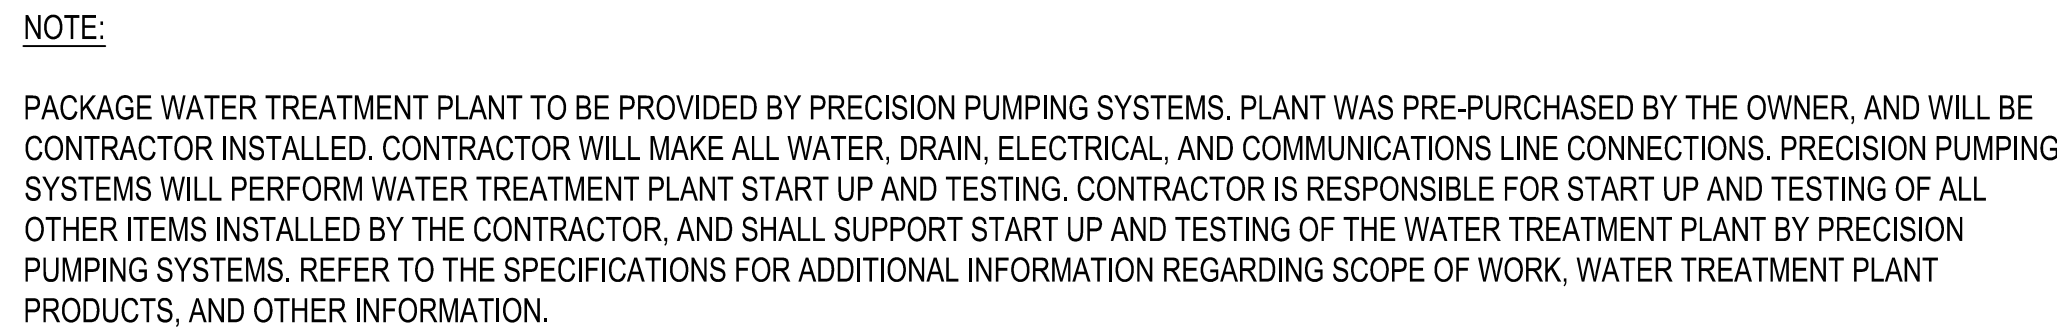 NOTE:
PACKAGE WATER TREATMENT PLANT TO BE PROVIDED BY PRECISION PUMPING SYSTEMS. PLANT WAS PRE-PURCHASED BY THE OWNER, AND WILL BE
CONTRACTOR INSTALLED. CONTRACTOR WILL MAKE ALL WATER, DRAIN, ELECTRICAL, AND COMMUNICATIONS LINE CONNECTIONS. PRECISION PUMPING
SYSTEMS WILL PERFORM WATER TREATMENT PLANT START UP AND TESTING. CONTRACTOR IS RESPONSIBLE FOR START UP AND TESTING OF ALL
OTHER ITEMS INSTALLED BY THE CONTRACTOR, AND SHALL SUPPORT START UP AND TESTING OF THE WATER TREATMENT PLANT BY PRECISION
PUMPING SYSTEMS. REFER TO THE SPECIFICATIONS FOR ADDITIONAL INFORMATION REGARDING SCOPE OF WORK, WATER TREATMENT PLANT
PRODUCTS, AND OTHER INFORMATION.